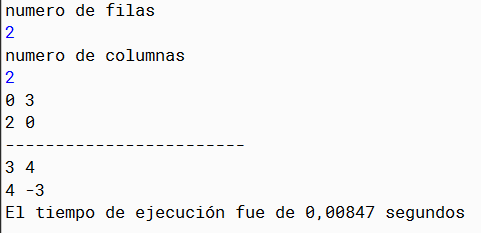 numero de filas
2
numero de columnas
2
0 3
2 0
------------------------
3 4
4 -3
El tiempo de ejecución fue de 0,00847 segundos